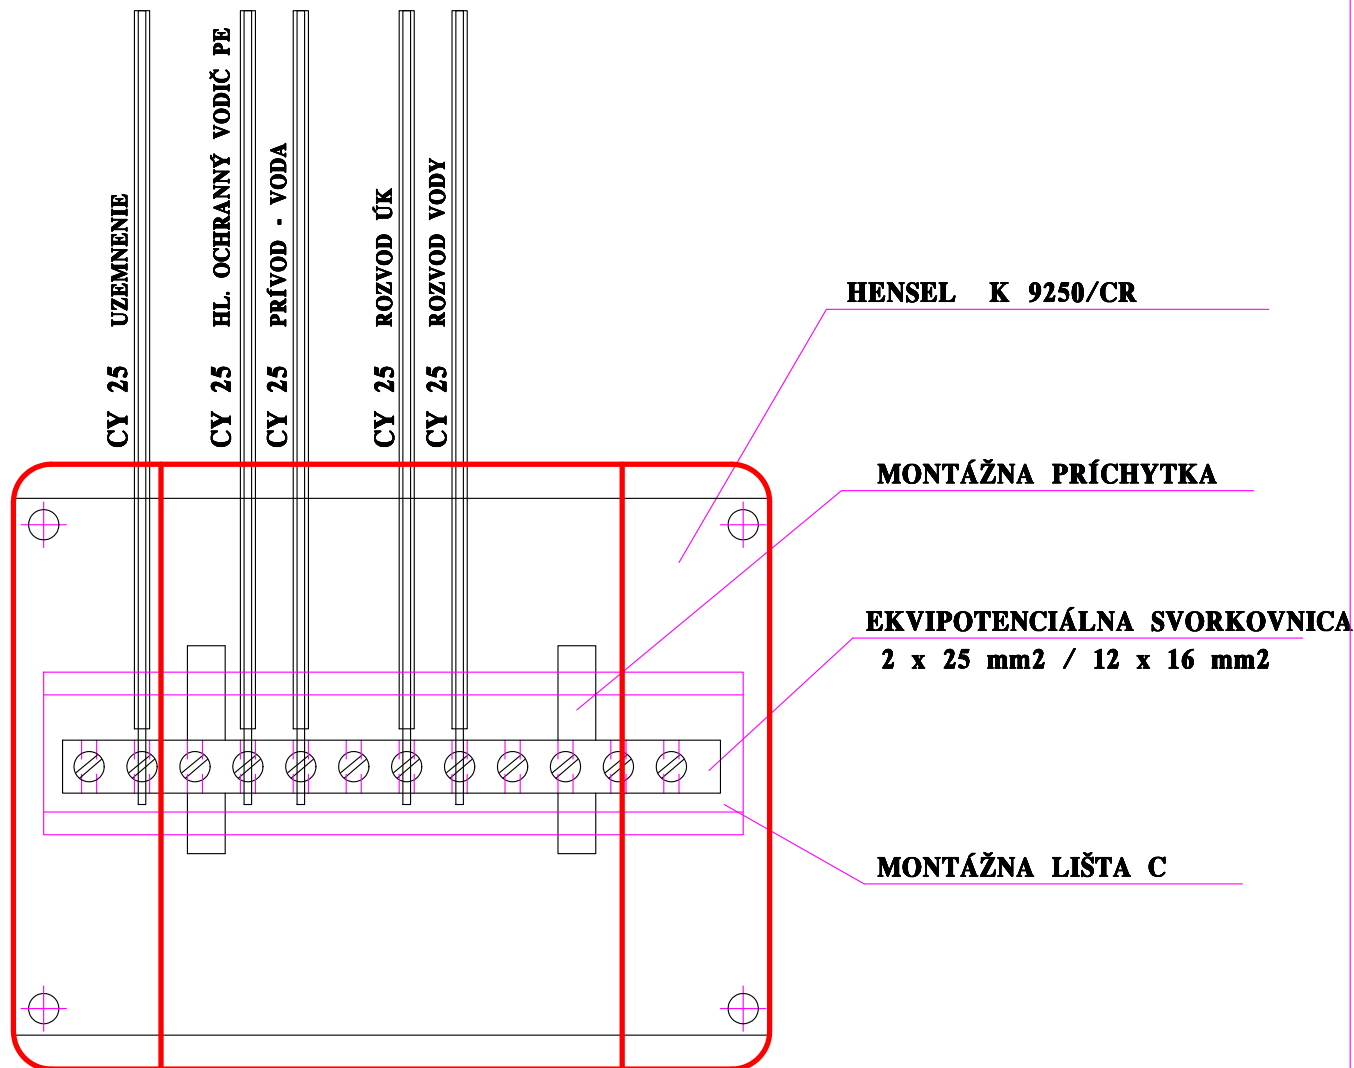 CY 25 UZEMNENIE
CY 25 HL. OCHRANNÝ VODIČ PE
CY 25 PRÍVOD - VODA
CY 25 ROZVOD ÚK
CY 25 ROZVOD VODY
HENSEL K 9250/CR
MONTÁŽNA PRÍCHYTKA
EKVIPOTENCIÁLNA SVORKOVNICA
2 x 25 mm2 / 12 x 16 mm2
MONTÁŽNA LIŠTA C